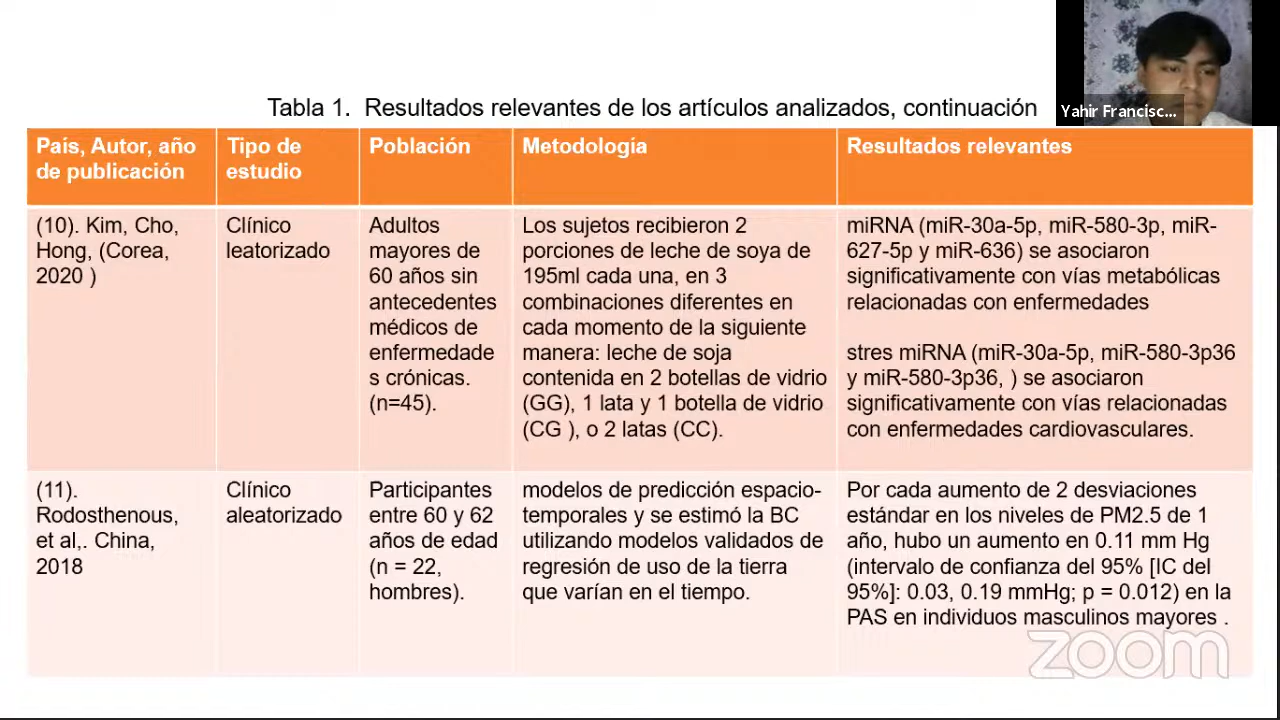 Yahir Francisc...
Tabla 1. Resultados relevantes de los artículos analizados, continuación
País, Autor, año
de publicación
Tipo de
estudio
Población
Metodología
Resultados relevantes
(10). Kim, Cho,
Hong, (Corea,
2020 )
Clínico
leatorizado
Adultos
mayores de
60 años sin
antecedentes
médicos de
enfermedade
s crónicas.
(n=45).
Los sujetos recibieron 2
porciones de leche de soya de
195ml cada una, en 3
combinaciones diferentes en
cada momento de la siguiente
manera: leche de soja
contenida en 2 botellas de vidrio
(GG), 1 lata y 1 botella de vidrio
(CG ), o 2 latas (CC).
miRNA (miR-30a-5p, miR-580-3p, miR-
627-5p y miR-636) se asociaron
significativamente con vías metabólicas
relacionadas con enfermedades
stres miRNA (miR-30a-5p, miR-580-3p36
y miR-580-3p36, ) se asociaron
significativamente con vías relacionadas
con enfermedades cardiovasculares.
(11).
Rodosthenous,
et al,. China,
2018
Clínico
aleatorizado
Participantes
entre 60 y 62
años de edad
(n = 22,
hombres).
modelos de predicción espacio-
temporales y se estimó la BC
utilizando modelos validados de
regresión de uso de la tierra
que varían en el tiempo.
Por cada aumento de 2 desviaciones
estándar en los niveles de PM2.5 de 1
año, hubo un aumento en 0.11 mm Hg
(intervalo de confianza del 95% [IC del
95%]: 0.03, 0.19 mmHg; p = 0.012) en la
PAS en individuos masculinos mayores .
zoom